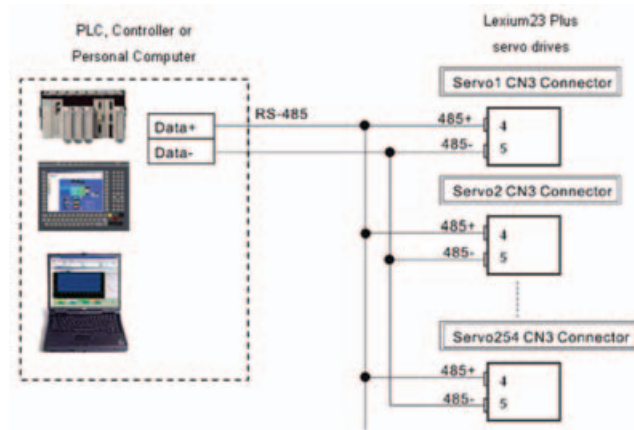 PLC, Controller or
Personal Computer
Lexium23 Plus
servo drives
Servo1 CN3 Connector
Data+
Data-
RS-485
485+
485-
4
5
Servo2 CN3 Connector
485+
485-
4
5
Servo254 CN3 Connector
485+
485-
4
5